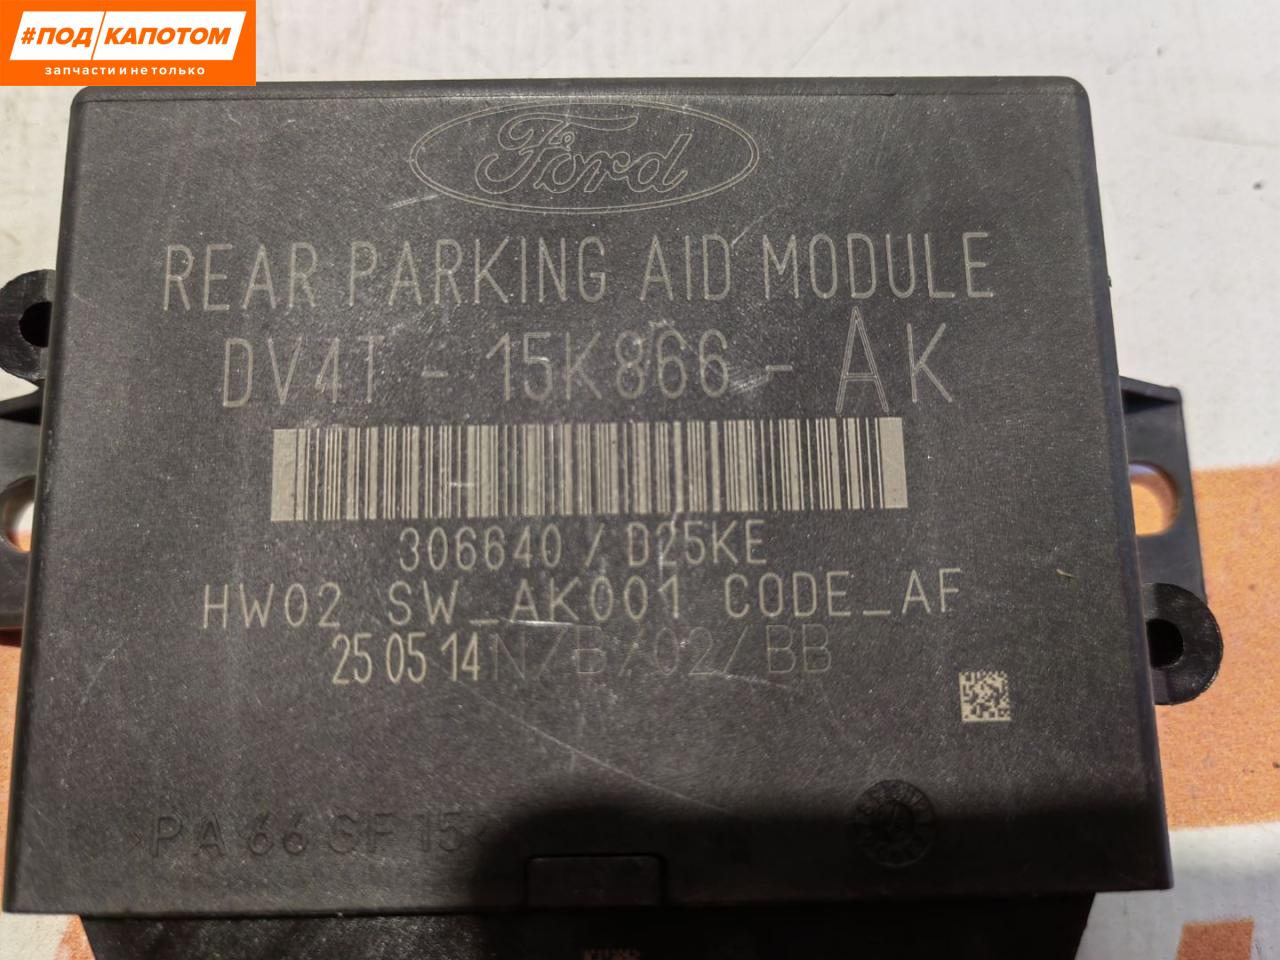 #ПОД/КАПОТОМ
запчасти и не только
Ford
REAR PARKING AID MODULE
DV4T - 15K866 - AK
306640 / D25KE
HW02 SW_AK001 CODE_AF
25 05 14 N/B/02/BB
>PA 66 GF 15<